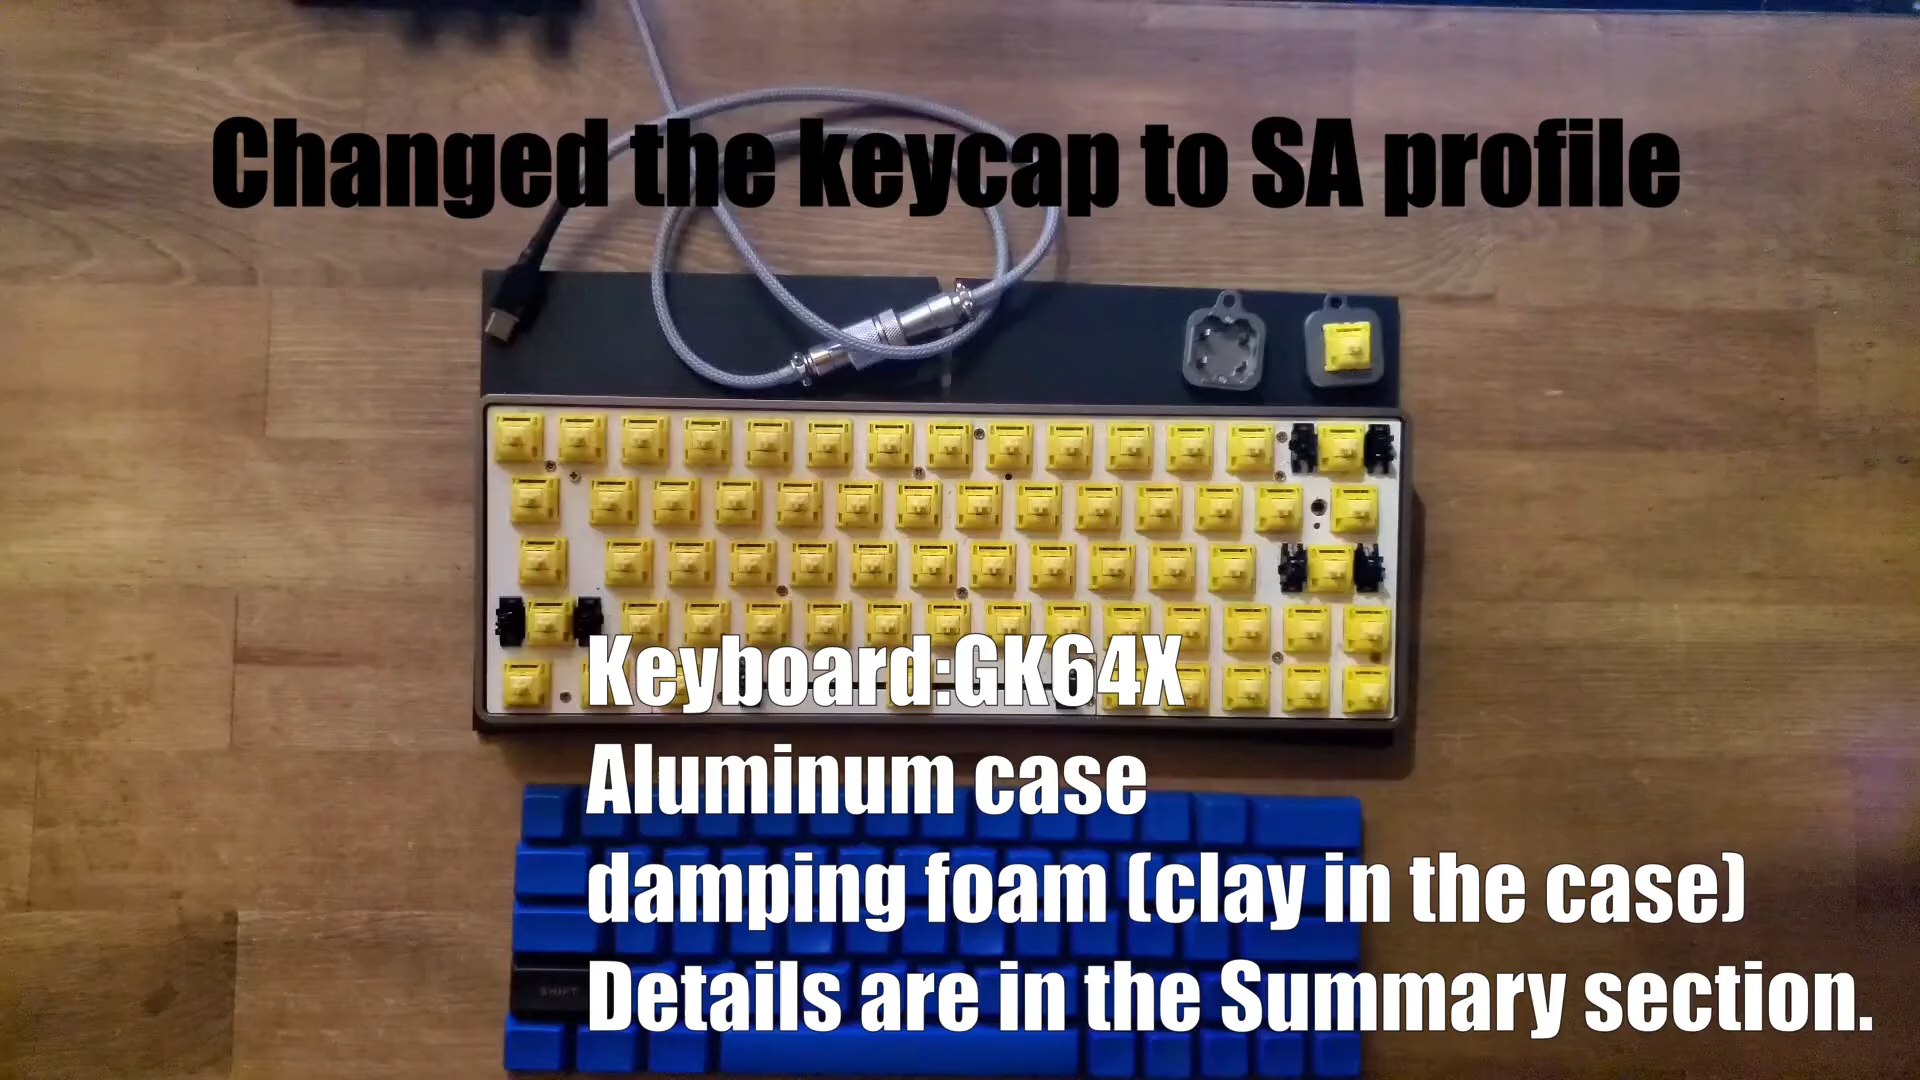 Changed the keycap to SA profile
Keyboard:GK64X
Aluminum case
damping foam (clay in the case)
SHIFT
Details are in the Summary section.